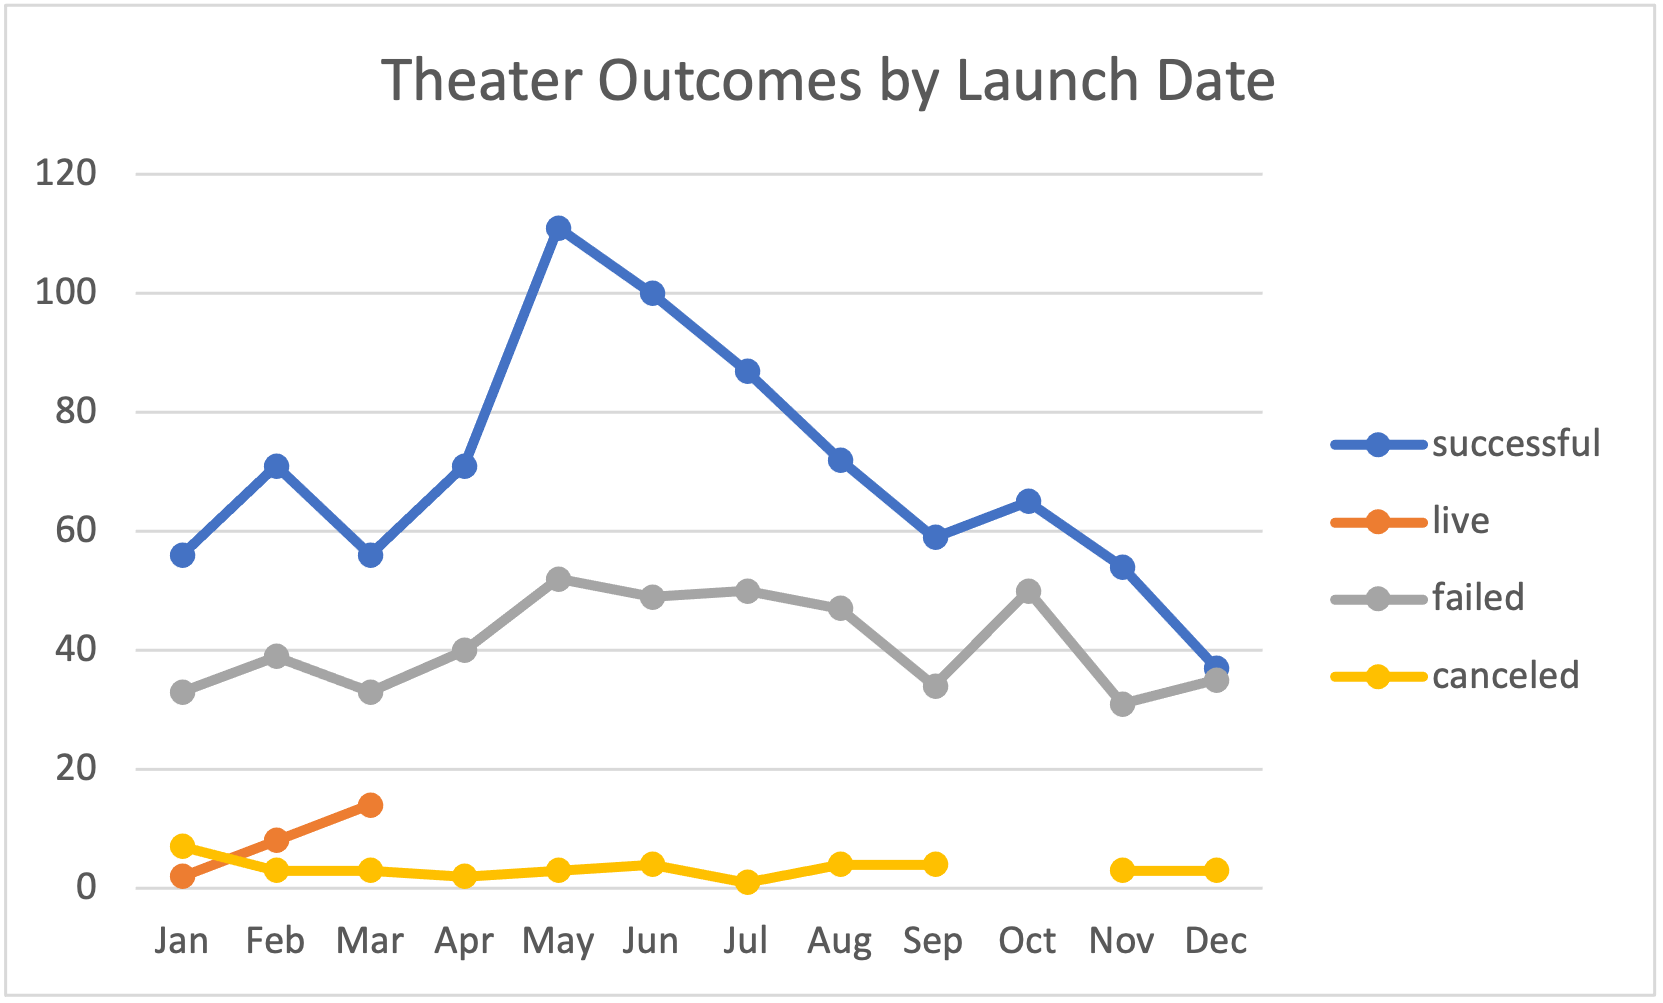 Theater Outcomes by Launch Date
120
100
80
60
40
20
0
Jan Feb Mar Apr May Jun Jul Aug Sep Oct Nov Dec
successful
live
failed
canceled